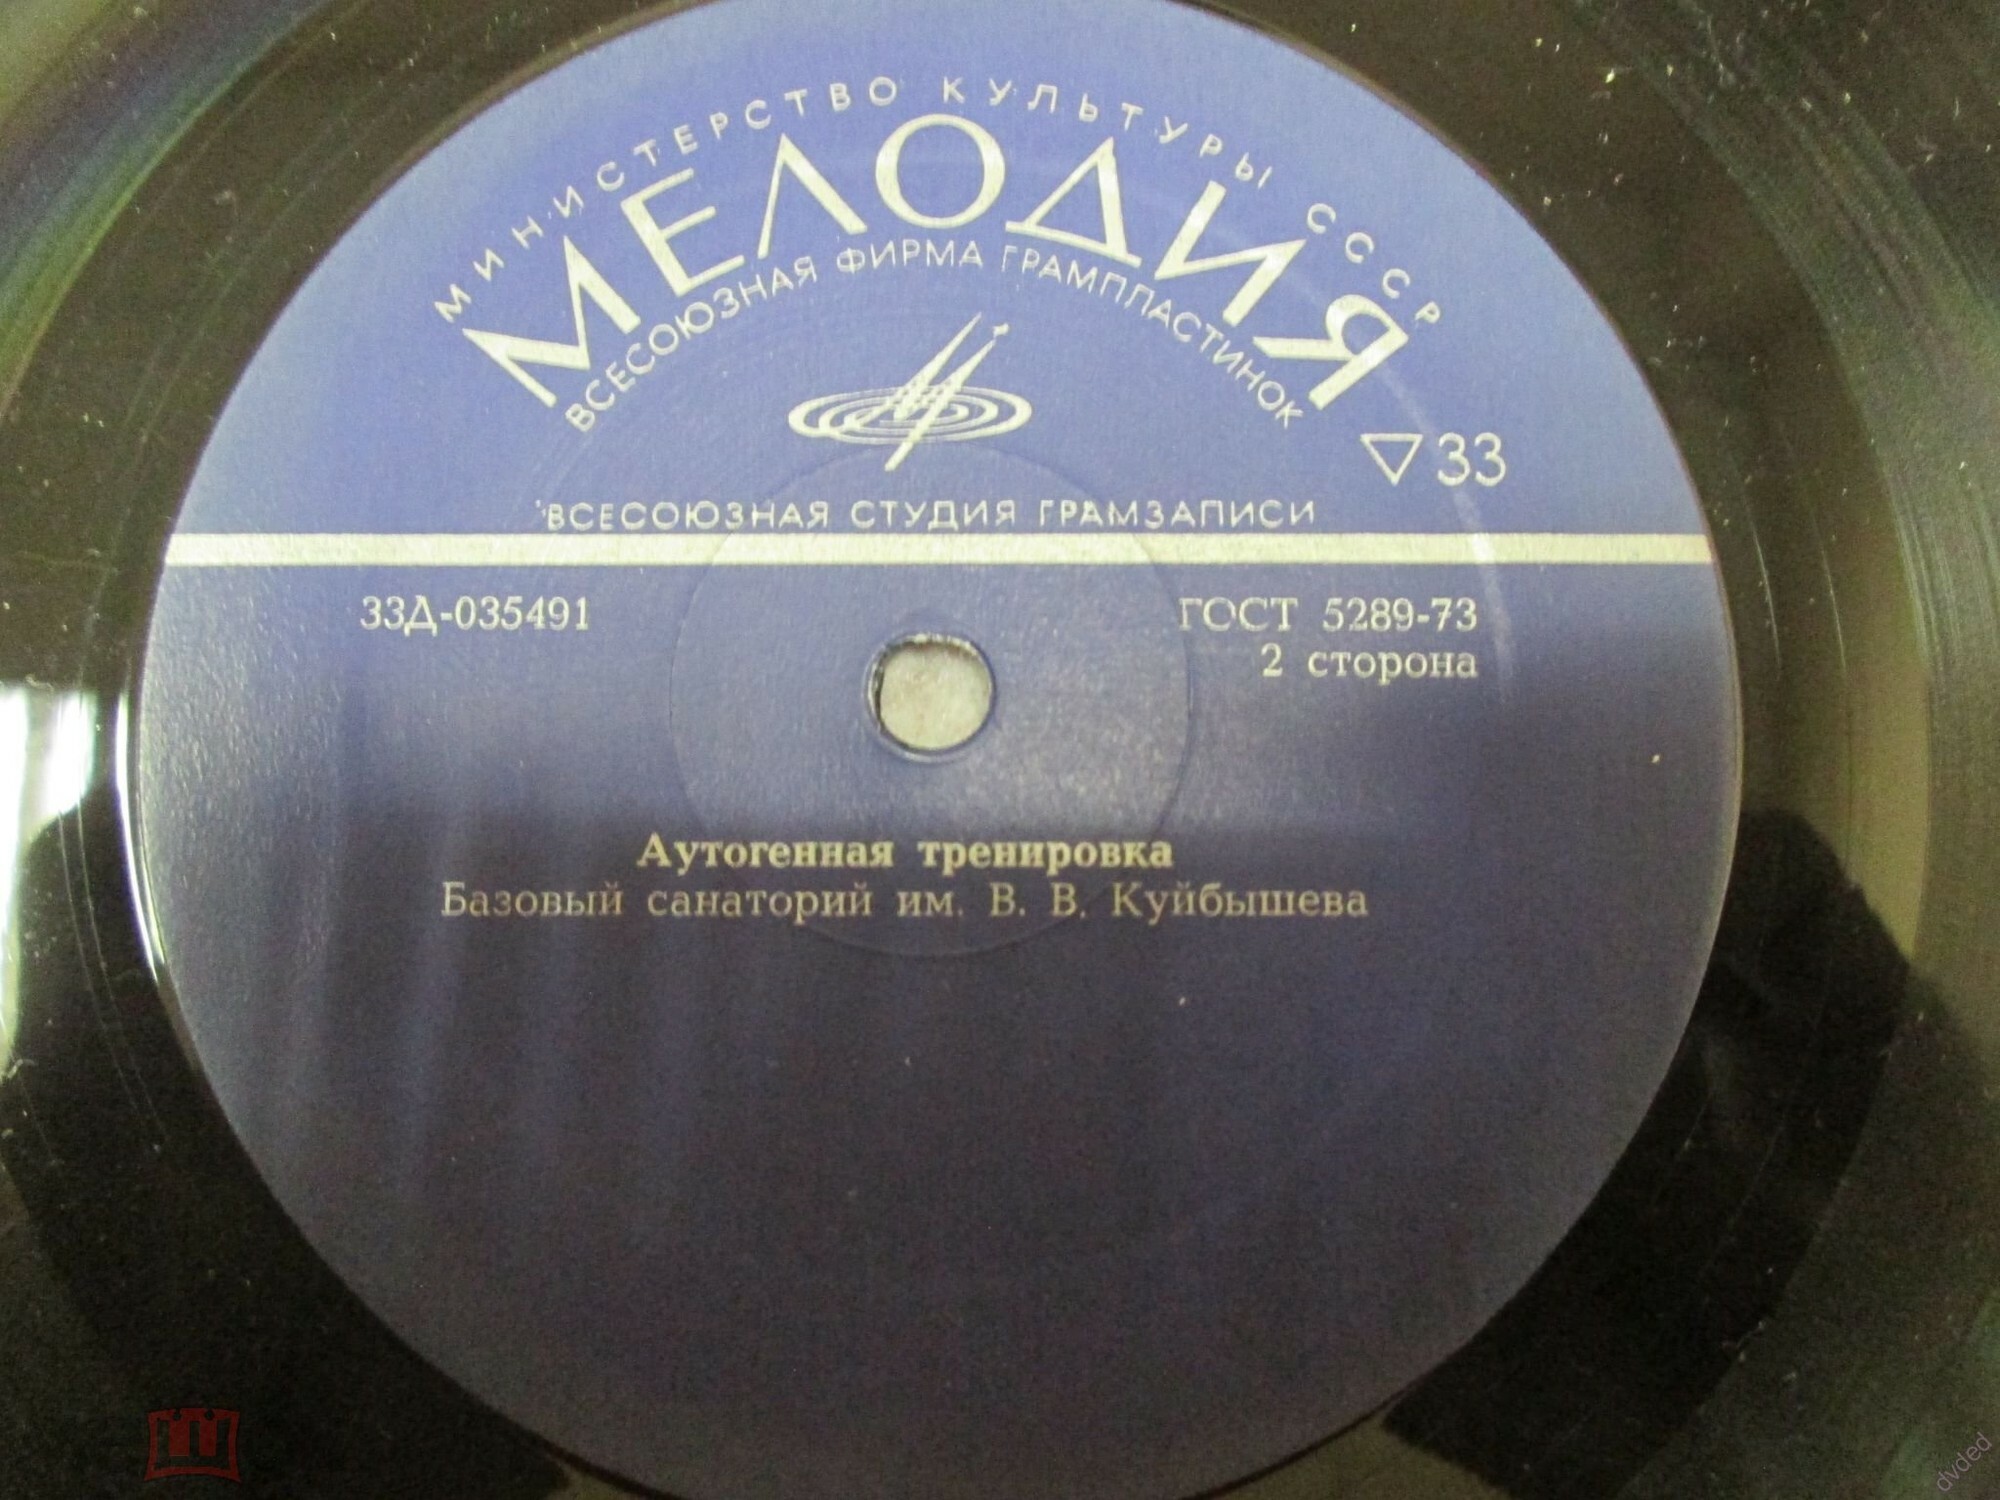 МИНИСТЕРСТВО КУЛЬТУРЫ СССР
МЕЛОДИЯ
ВСЕСОЮЗНАЯ ФИРМА ГРАМПЛАСТИНОК
33
ВСЕСОЮЗНАЯ СТУДИЯ ГРАМЗАПИСИ
33Д-035491
ГОСТ 5289-73
2 сторона
Аутогенная тренировка
Базовый санаторий им. В. В. Куйбышева
dvded